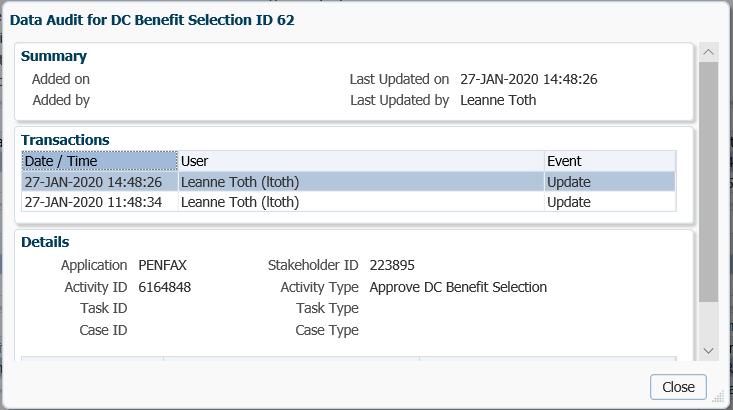 Data Audit for DC Benefit Selection ID 62
Summary
Added on Last Updated on 27-JAN-2020 14:48:26
Added by Last Updated by Leanne Toth
Transactions
Date / Time User Event
27-JAN-2020 14:48:26 Leanne Toth (ltoth) Update
27-JAN-2020 11:48:34 Leanne Toth (ltoth) Update
Details
Application PENFAX Stakeholder ID 223895
Activity ID 6164848 Activity Type Approve DC Benefit Selection
Task ID Task Type
Case ID Case Type
Close